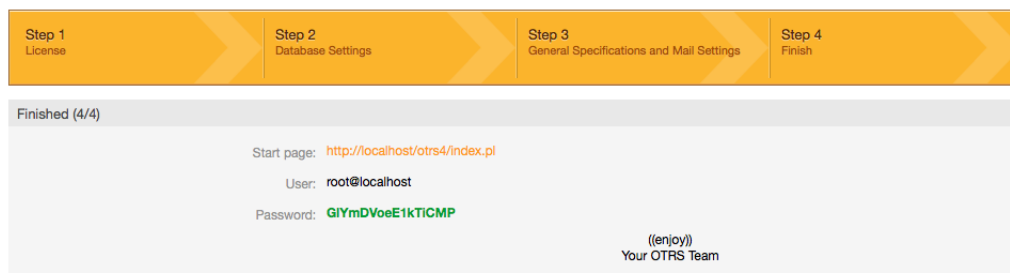 Step 1
License
Step 2
Database Settings
Step 3
General Specifications and Mail Settings
Step 4
Finish
Finished (4/4)
Start page: http://localhost/otrs4/index.pl
User: root@localhost
Password: GlYmDVoeE1kTiCMP
((enjoy))
Your OTRS Team